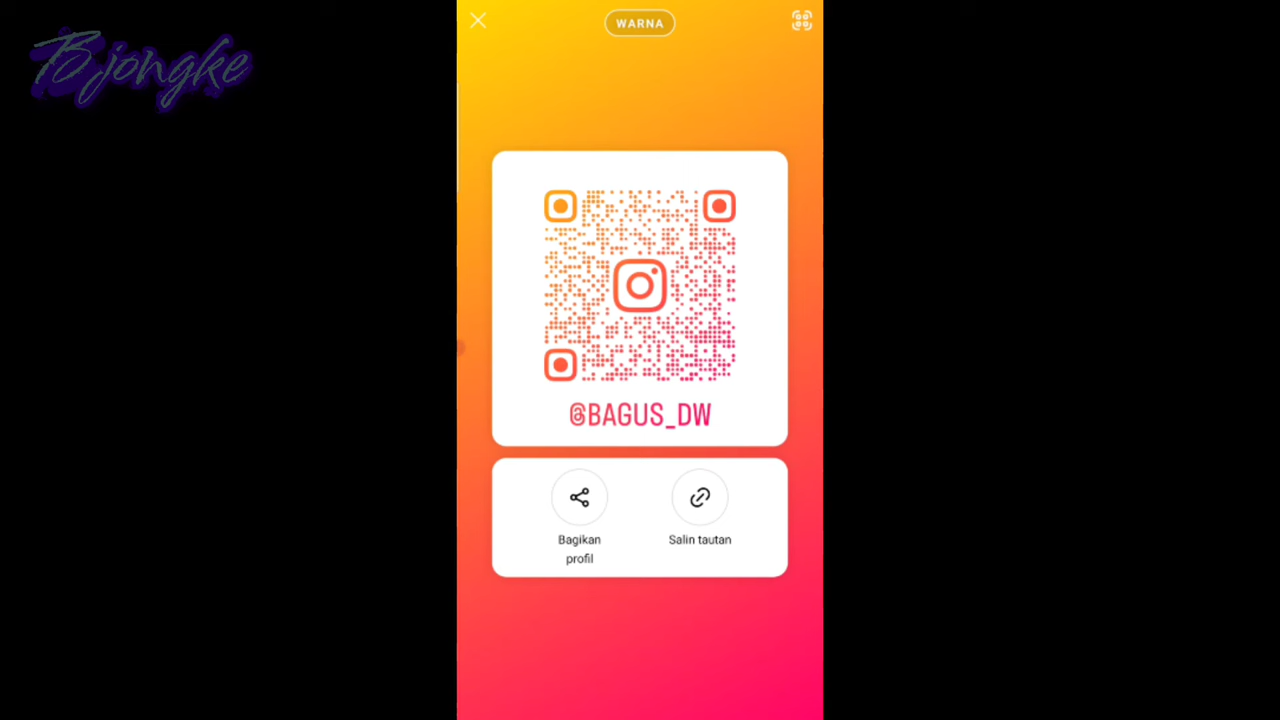 Bjongke
WARNA
@BAGUS_DW
Bagikan
profil
Salin tautan